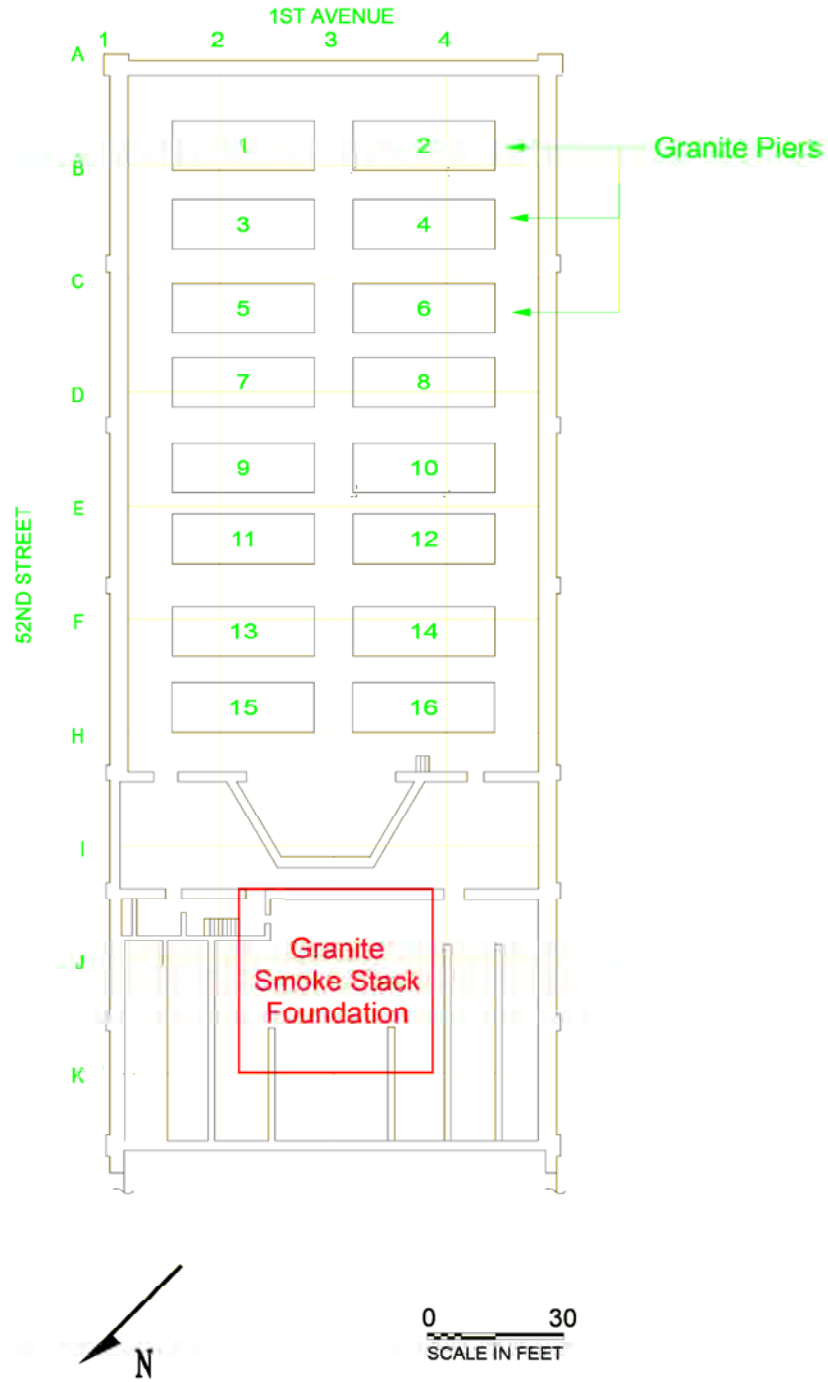 1ST AVENUE
1 2 3 4
A
1 2 Granite Piers
B
3 4
C
5 6
7 8
D
9 10
E
11 12
52ND STREET
F
13 14
15 16
H
I
Granite
J
Smoke Stack
Foundation
K
0 30
SCALE IN FEET
N